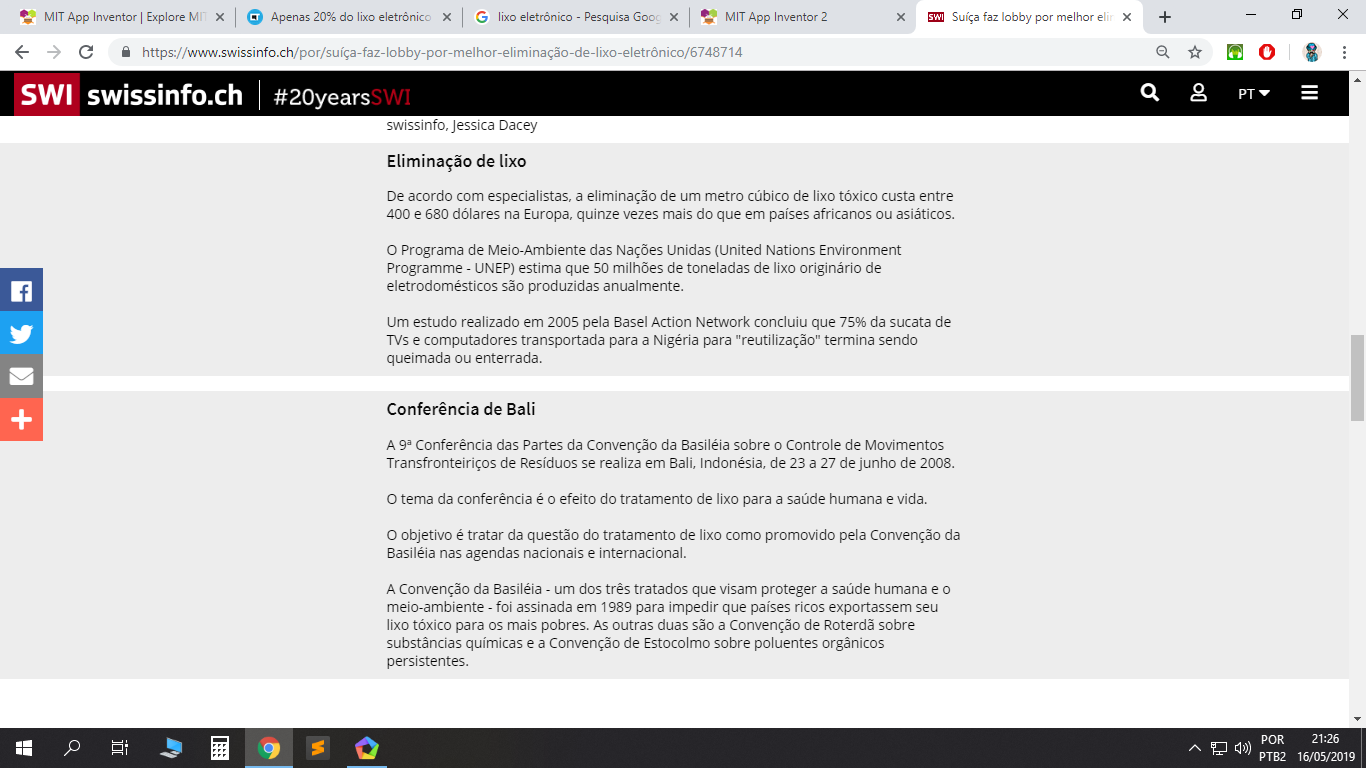 MIT App Inventor | Explore MIT
Apenas 20% do lixo eletrônico
lixo eletrônico - Pesquisa Goog
MIT App Inventor 2
Suíça faz lobby por melhor elim
https://www.swissinfo.ch/por/suíça-faz-lobby-por-melhor-eliminação-de-lixo-eletrônico/6748714
SWI swissinfo.ch #20yearsSWI PT
swissinfo, Jessica Dacey
Eliminação de lixo
De acordo com especialistas, a eliminação de um metro cúbico de lixo tóxico custa entre
400 e 680 dólares na Europa, quinze vezes mais do que em países africanos ou asiáticos.
O Programa de Meio-Ambiente das Nações Unidas (United Nations Environment
Programme - UNEP) estima que 50 milhões de toneladas de lixo originário de
eletrodomésticos são produzidas anualmente.
Um estudo realizado em 2005 pela Basel Action Network concluiu que 75% da sucata de
TVs e computadores transportada para a Nigéria para "reutilização" termina sendo
queimada ou enterrada.
Conferência de Bali
A 9ª Conferência das Partes da Convenção da Basiléia sobre o Controle de Movimentos
Transfronteiriços de Resíduos se realiza em Bali, Indonésia, de 23 a 27 de junho de 2008.
O tema da conferência é o efeito do tratamento de lixo para a saúde humana e vida.
O objetivo é tratar da questão do tratamento de lixo como promovido pela Convenção da
Basiléia nas agendas nacionais e internacional.
A Convenção da Basiléia - um dos três tratados que visam proteger a saúde humana e o
meio-ambiente - foi assinada em 1989 para impedir que países ricos exportassem seu
lixo tóxico para os mais pobres. As outras duas são a Convenção de Roterdã sobre
substâncias químicas e a Convenção de Estocolmo sobre poluentes orgânicos
persistentes.
POR
PTB2
21:26
16/05/2019